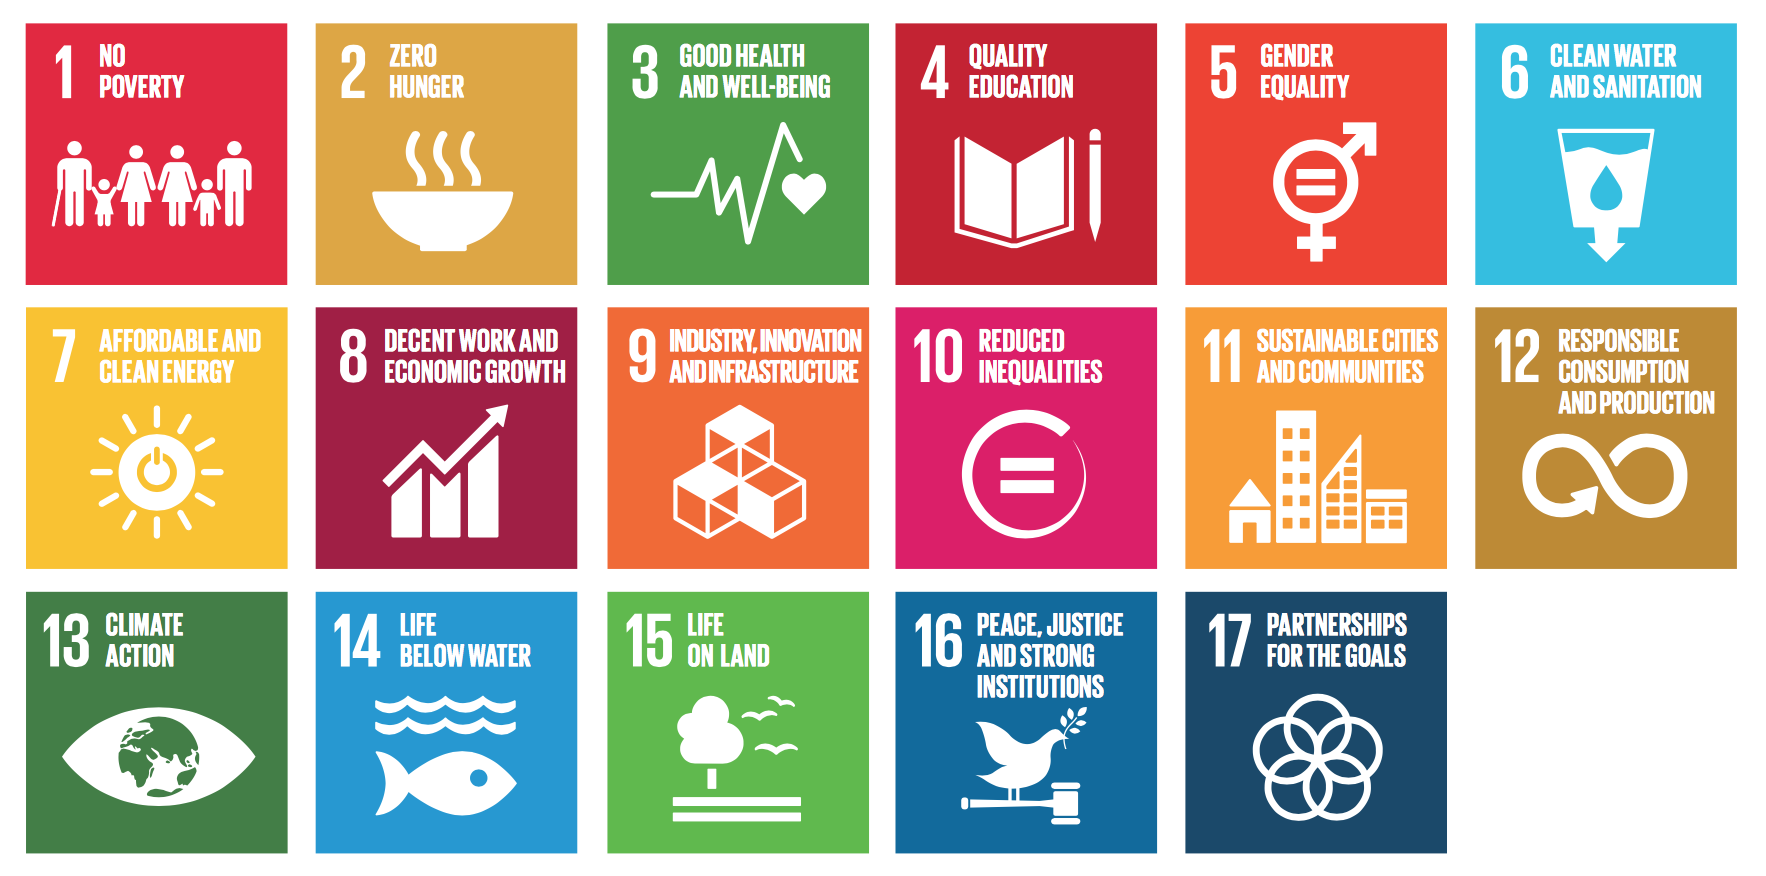 1 NO
POVERTY
2 ZERO
HUNGER
3 GOOD HEALTH
AND WELL-BEING
4 QUALITY
EDUCATION
5 GENDER
EQUALITY
6 CLEAN WATER
AND SANITATION
7 AFFORDABLE AND
CLEAN ENERGY
8 DECENT WORK AND
ECONOMIC GROWTH
9 INDUSTRY, INNOVATION
AND INFRASTRUCTURE
10 REDUCED
INEQUALITIES
11 SUSTAINABLE CITIES
AND COMMUNITIES
12 RESPONSIBLE
CONSUMPTION
AND PRODUCTION
13 CLIMATE
ACTION
14 LIFE
BELOW WATER
15 LIFE
ON LAND
16 PEACE, JUSTICE
AND STRONG
INSTITUTIONS
17 PARTNERSHIPS
FOR THE GOALS